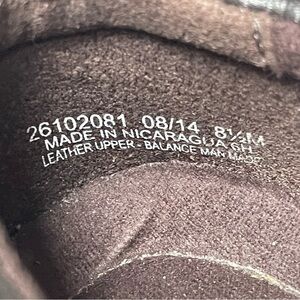 26102081 08/14 8½M
MADE IN NICARAGUA 6H
LEATHER UPPER - BALANCE MAN MADE